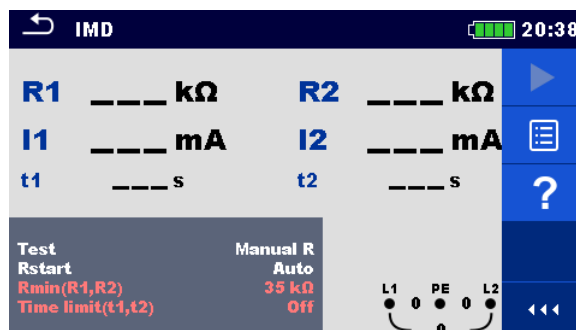 IMD 20:38
R1 ___ kΩ R2 ___ kΩ
I1 ___ mA I2 ___ mA
t1 ___ s t2 ___ s
?
Test Manual R
Rstart Auto
Rmin(R1,R2) 35 kΩ
Time limit(t1,t2) Off
L1 PE L2
0 0
0